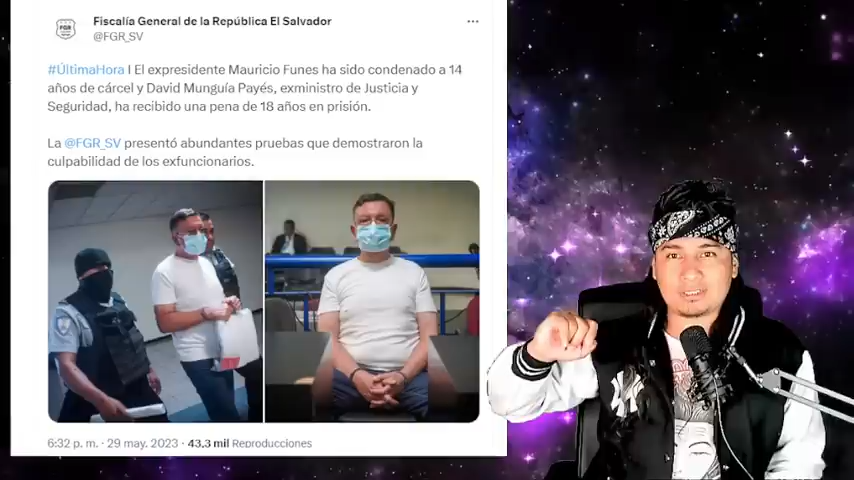 Fiscalía General de la República El Salvador
@FGR_SV
#ÚltimaHora I El expresidente Mauricio Funes ha sido condenado a 14
años de cárcel y David Munguía Payés, exministro de Justicia y
Seguridad, ha recibido una pena de 18 años en prisión.
La @FGR_SV presentó abundantes pruebas que demostraron la
culpabilidad de los exfuncionarios.
6:32 p. m. · 29 may. 2023 · 43,3 mil Reproducciones
FGR
NY